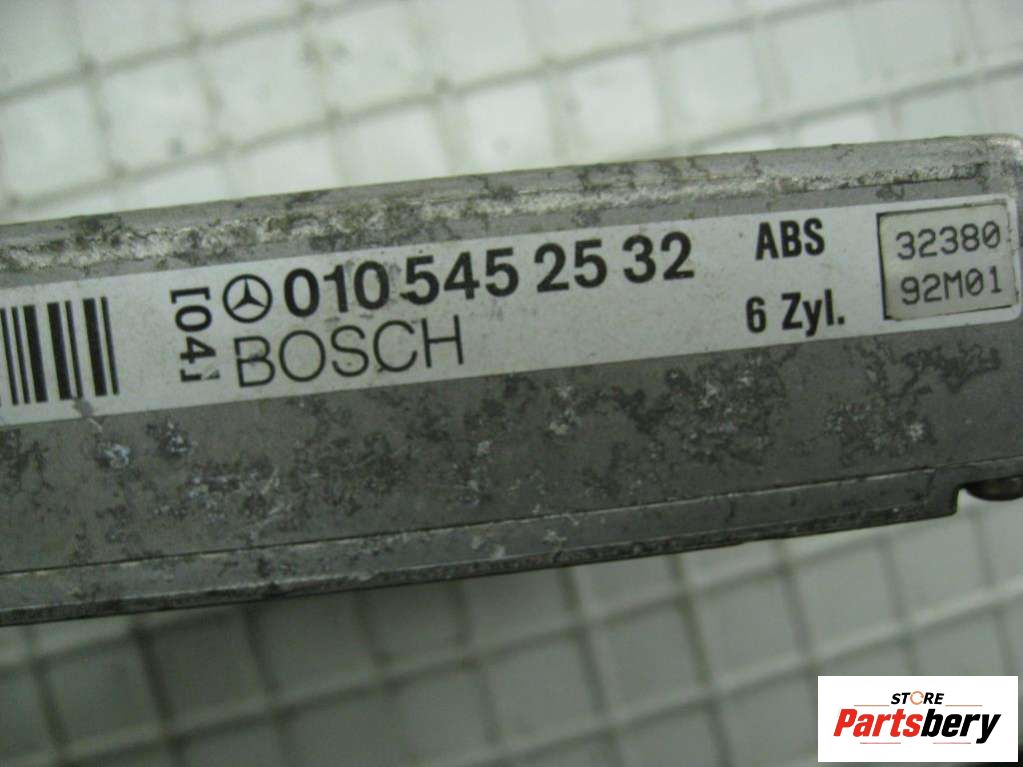 [04]
010 545 25 32
BOSCH
ABS
6 Zyl.
32380
92M01
STORE
Partsbery